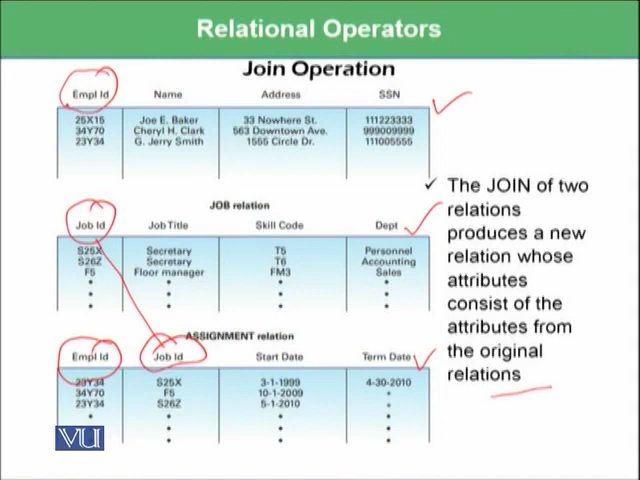 Relational Operators
Join Operation
Empl Id Name Address SSN
25X15 Joe E. Baker 33 Nowhere St. 111223333
34Y70 Cheryl H. Clark 563 Downtown Ave. 999009999
23Y34 G. Jerry Smith 1555 Circle Dr. 111005555
JOB relation
Job Id Job Title Skill Code Dept
S25X Secretary T5 Personnel
S26Z Secretary T6 Accounting
F5 Floor manager FM3 Sales
ASSIGNMENT relation
Empl Id Job Id Start Date Term Date
23Y34 S25X 3-1-1999 4-30-2010
34Y70 F5 10-1-2009 *
23Y34 S26Z 5-1-2010 *
✓ The JOIN of two
relations
produces a new
relation whose
attributes
consist of the
attributes from
the original
relations
VU